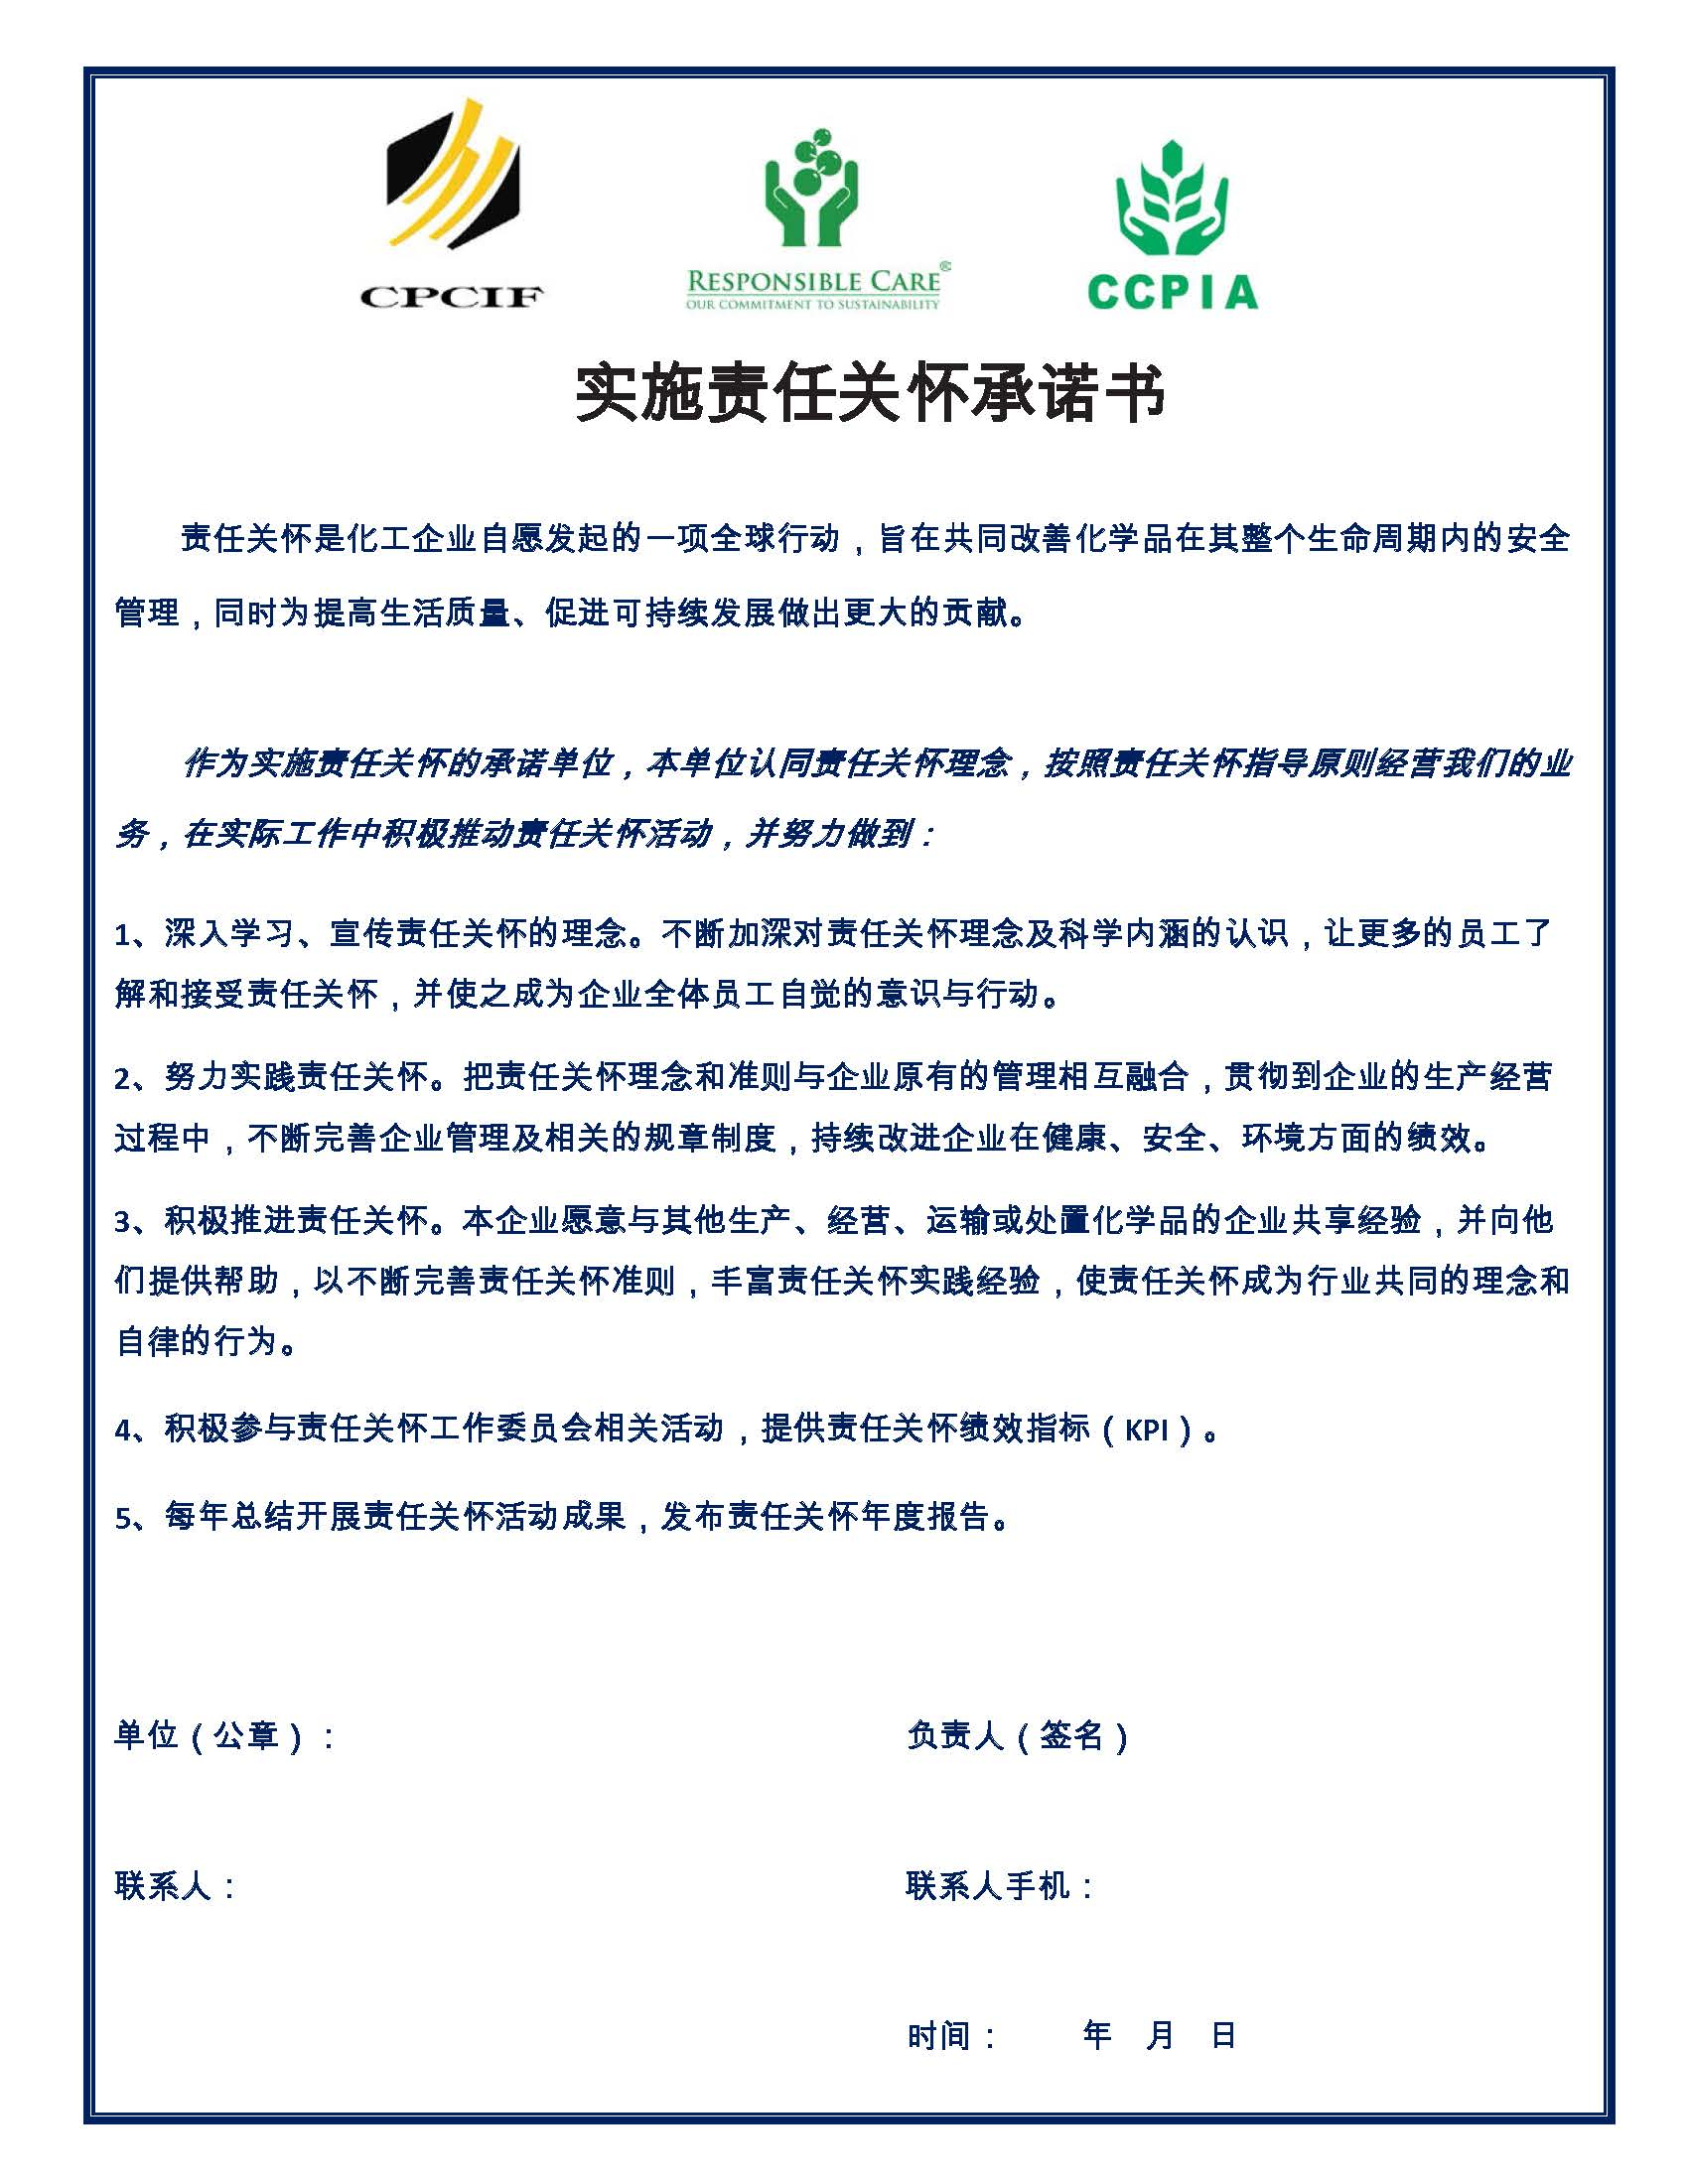 CPCIF
RESPONSIBLE CARE®
OUR COMMITMENT TO SUSTAINABILITY
CCPIA
实施责任关怀承诺书
责任关怀是化工企业自愿发起的一项全球行动，旨在共同改善化学品在其整个生命周期内的安全
管理，同时为提高生活质量、促进可持续发展做出更大的贡献。
作为实施责任关怀的承诺单位，本单位认同责任关怀理念，按照责任关怀指导原则经营我们的业
务，在实际工作中积极推动责任关怀活动，并努力做到：
1、深入学习、宣传责任关怀的理念。不断加深对责任关怀理念及科学内涵的认识，让更多的员工了
解和接受责任关怀，并使之成为企业全体员工自觉的意识与行动。
2、努力实践责任关怀。把责任关怀理念和准则与企业原有的管理相互融合，贯彻到企业的生产经营
过程中，不断完善企业管理及相关的规章制度，持续改进企业在健康、安全、环境方面的绩效。
3、积极推进责任关怀。本企业愿意与其他生产、经营、运输或处置化学品的企业共享经验，并向他
们提供帮助，以不断完善责任关怀准则，丰富责任关怀实践经验，使责任关怀成为行业共同的理念和
自律的行为。
4、积极参与责任关怀工作委员会相关活动，提供责任关怀绩效指标（KPI）。
5、每年总结开展责任关怀活动成果，发布责任关怀年度报告。
单位（公章）： 负责人（签名）
联系人： 联系人手机：
时间： 年 月 日